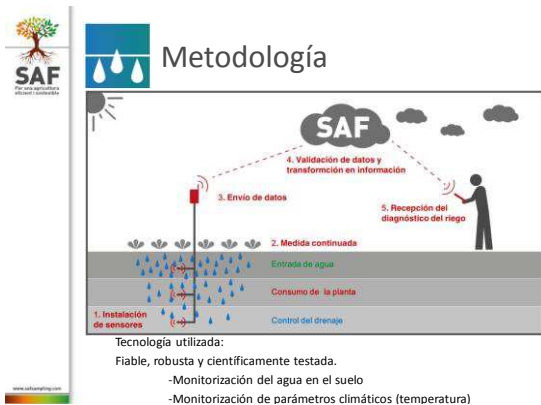 SAF
Por una agricultura
eficient i sostenible
Metodología
SAF
4. Validación de datos y
transformción en información
3. Envío de datos
5. Recepción del
diagnóstico del riego
2. Medida continuada
Entrada de agua
Consumo de la planta
1. Instalación
de sensores
Control del drenaje
Tecnología utilizada:
Fiable, robusta y científicamente testada.
-Monitorización del agua en el suelo
-Monitorización de parámetros climáticos (temperatura)
www.safsampling.com